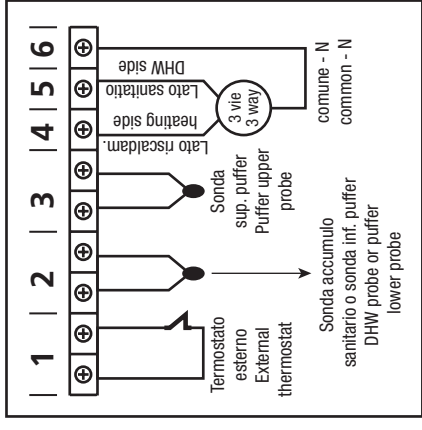 1
2
3
4
5
6
Termostato
esterno
External
thermostat
Sonda accumulo
sanitario o sonda inf. puffer
DHW probe or puffer
lower probe
Sonda
sup. puffer
Puffer upper
probe
Lato riscaldam.
heating side
Lato sanitatio
DHW side
3 vie
3 way
comune - N
common - N